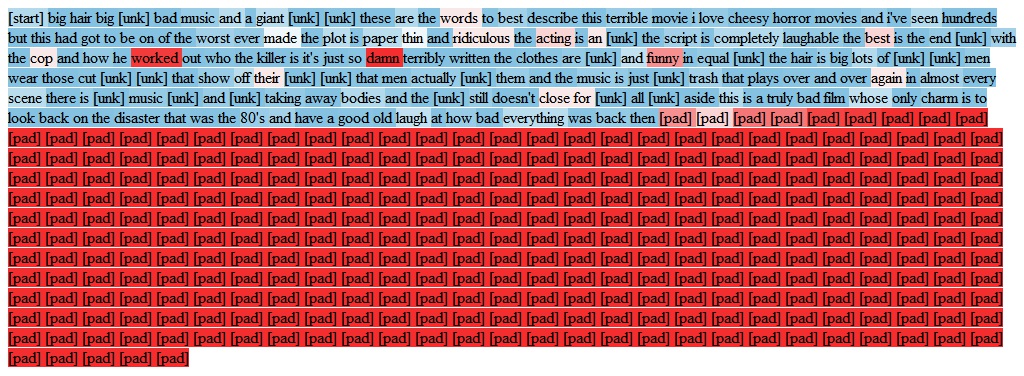 [start] big hair big [unk] bad music and a giant [unk] [unk] these are the words to best describe this terrible movie i love cheesy horror movies and i've seen hundreds
but this had got to be on of the worst ever made the plot is paper thin and ridiculous the acting is an [unk] the script is completely laughable the best is the end [unk] with
the cop and how he worked out who the killer is it's just so damn terribly written the clothes are [unk] and funny in equal [unk] the hair is big lots of [unk] [unk] men
wear those cut [unk] [unk] that show off their [unk] [unk] that men actually [unk] them and the music is just [unk] trash that plays over and over again in almost every
scene there is [unk] music [unk] and [unk] taking away bodies and the [unk] still doesn't close for [unk] all [unk] aside this is a truly bad film whose only charm is to
look back on the disaster that was the 80's and have a good old laugh at how bad everything was back then [pad] [pad] [pad] [pad] [pad] [pad] [pad] [pad] [pad]
[pad] [pad] [pad] [pad] [pad] [pad] [pad] [pad] [pad] [pad] [pad] [pad] [pad] [pad] [pad] [pad] [pad] [pad] [pad] [pad] [pad] [pad] [pad] [pad] [pad] [pad] [pad]
[pad] [pad] [pad] [pad] [pad] [pad] [pad] [pad] [pad] [pad] [pad] [pad] [pad] [pad] [pad] [pad] [pad] [pad] [pad] [pad] [pad] [pad] [pad] [pad] [pad] [pad] [pad]
[pad] [pad] [pad] [pad] [pad] [pad] [pad] [pad] [pad] [pad] [pad] [pad] [pad] [pad] [pad] [pad] [pad] [pad] [pad] [pad] [pad] [pad] [pad] [pad] [pad] [pad] [pad]
[pad] [pad] [pad] [pad] [pad] [pad] [pad] [pad] [pad] [pad] [pad] [pad] [pad] [pad] [pad] [pad] [pad] [pad] [pad] [pad] [pad] [pad] [pad] [pad] [pad] [pad] [pad]
[pad] [pad] [pad] [pad] [pad] [pad] [pad] [pad] [pad] [pad] [pad] [pad] [pad] [pad] [pad] [pad] [pad] [pad] [pad] [pad] [pad] [pad] [pad] [pad] [pad] [pad] [pad]
[pad] [pad] [pad] [pad] [pad] [pad] [pad] [pad] [pad] [pad] [pad] [pad] [pad] [pad] [pad] [pad] [pad] [pad] [pad] [pad] [pad] [pad] [pad] [pad] [pad] [pad] [pad]
[pad] [pad] [pad] [pad] [pad] [pad] [pad] [pad] [pad] [pad] [pad] [pad] [pad] [pad] [pad] [pad] [pad] [pad] [pad] [pad] [pad] [pad] [pad] [pad] [pad] [pad] [pad]
[pad] [pad] [pad] [pad] [pad] [pad] [pad] [pad] [pad] [pad] [pad] [pad] [pad] [pad] [pad] [pad] [pad] [pad] [pad] [pad] [pad] [pad] [pad] [pad] [pad] [pad] [pad]
[pad] [pad] [pad] [pad] [pad] [pad] [pad] [pad] [pad] [pad] [pad] [pad] [pad] [pad] [pad] [pad] [pad] [pad] [pad] [pad] [pad] [pad] [pad] [pad] [pad] [pad] [pad]
[pad] [pad] [pad] [pad] [pad] [pad] [pad] [pad] [pad] [pad] [pad] [pad] [pad] [pad] [pad] [pad] [pad] [pad] [pad] [pad] [pad] [pad] [pad] [pad] [pad] [pad] [pad]
[pad] [pad] [pad] [pad] [pad] [pad] [pad] [pad] [pad] [pad] [pad] [pad] [pad] [pad] [pad] [pad] [pad] [pad] [pad] [pad] [pad] [pad] [pad] [pad] [pad] [pad] [pad]
[pad] [pad] [pad] [pad] [pad]